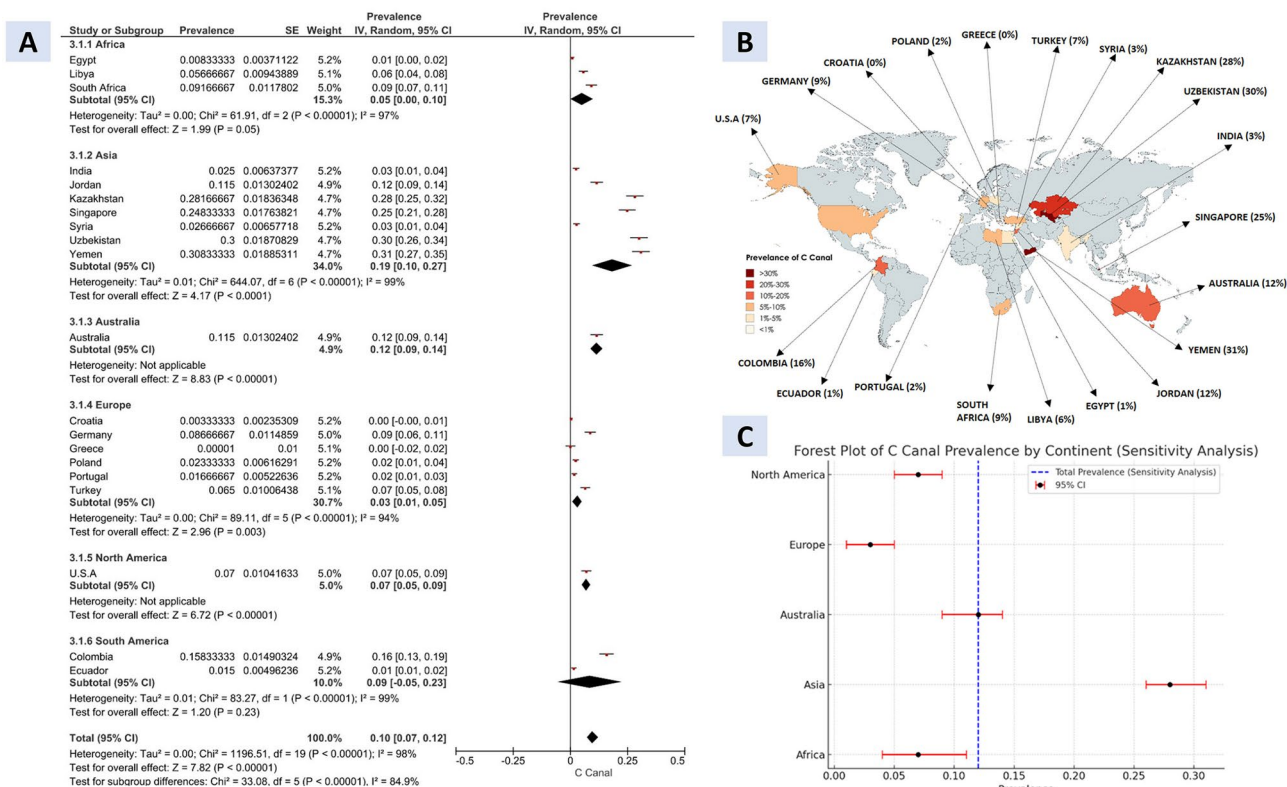 A
Prevalence Prevalence
Study or Subgroup Prevalence SE Weight IV, Random, 95% CI IV, Random, 95% CI
3.1.1 Africa
Egypt 0.00833333 0.00371122 5.2% 0.01 [0.00, 0.02]
Libya 0.05666667 0.00943889 5.1% 0.06 [0.04, 0.08]
South Africa 0.09166667 0.0117802 5.0% 0.09 [0.07, 0.11]
Subtotal (95% CI) 15.3% 0.05 [0.00, 0.10]
Heterogeneity: Tau² = 0.00; Chi² = 61.91, df = 2 (P < 0.00001); I² = 97%
Test for overall effect: Z = 1.99 (P = 0.05)
3.1.2 Asia
India 0.025 0.00637377 5.2% 0.03 [0.01, 0.04]
Jordan 0.115 0.01302402 4.9% 0.12 [0.09, 0.14]
Kazakhstan 0.28166667 0.01836348 4.7% 0.28 [0.25, 0.32]
Singapore 0.24833333 0.01763821 4.7% 0.25 [0.21, 0.28]
Syria 0.02666667 0.00657718 5.2% 0.03 [0.01, 0.04]
Uzbekistan 0.3 0.01870829 4.7% 0.30 [0.26, 0.34]
Yemen 0.30833333 0.01885311 4.7% 0.31 [0.27, 0.35]
Subtotal (95% CI) 34.0% 0.19 [0.10, 0.27]
Heterogeneity: Tau² = 0.01; Chi² = 644.07, df = 6 (P < 0.00001); I² = 99%
Test for overall effect: Z = 4.17 (P < 0.0001)
3.1.3 Australia
Australia 0.115 0.01302402 4.9% 0.12 [0.09, 0.14]
Subtotal (95% CI) 4.9% 0.12 [0.09, 0.14]
Heterogeneity: Not applicable
Test for overall effect: Z = 8.83 (P < 0.00001)
3.1.4 Europe
Croatia 0.00333333 0.00235309 5.2% 0.00 [-0.00, 0.01]
Germany 0.08666667 0.0114859 5.0% 0.09 [0.06, 0.11]
Greece 0.00001 0.01 5.1% 0.00 [-0.02, 0.02]
Poland 0.02333333 0.00616291 5.2% 0.02 [0.01, 0.04]
Portugal 0.01666667 0.00522636 5.2% 0.02 [0.01, 0.03]
Turkey 0.065 0.01006438 5.1% 0.07 [0.05, 0.08]
Subtotal (95% CI) 30.7% 0.03 [0.01, 0.05]
Heterogeneity: Tau² = 0.00; Chi² = 89.11, df = 5 (P < 0.00001); I² = 94%
Test for overall effect: Z = 2.96 (P = 0.003)
3.1.5 North America
U.S.A 0.07 0.01041633 5.0% 0.07 [0.05, 0.09]
Subtotal (95% CI) 5.0% 0.07 [0.05, 0.09]
Heterogeneity: Not applicable
Test for overall effect: Z = 6.72 (P < 0.00001)
3.1.6 South America
Colombia 0.15833333 0.01490324 4.9% 0.16 [0.13, 0.19]
Ecuador 0.015 0.00496236 5.2% 0.01 [0.01, 0.02]
Subtotal (95% CI) 10.0% 0.09 [-0.05, 0.23]
Heterogeneity: Tau² = 0.01; Chi² = 83.27, df = 1 (P < 0.00001); I² = 99%
Test for overall effect: Z = 1.20 (P = 0.23)
Total (95% CI) 100.0% 0.10 [0.07, 0.12]
Heterogeneity: Tau² = 0.00; Chi² = 1196.51, df = 19 (P < 0.00001); I² = 98%
Test for overall effect: Z = 7.82 (P < 0.00001)
Test for subgroup differences: Chi² = 33.08, df = 5 (P < 0.00001), I² = 84.9%
-0.5 -0.25 0 0.25 0.5
C Canal
B
POLAND (2%)
GREECE (0%)
TURKEY (7%)
SYRIA (3%)
CROATIA (0%)
KAZAKHSTAN (28%)
GERMANY (9%)
UZBEKISTAN (30%)
U.S.A (7%)
INDIA (3%)
SINGAPORE (25%)
AUSTRALIA (12%)
YEMEN (31%)
JORDAN (12%)
EGYPT (1%)
LIBYA (6%)
SOUTH
AFRICA (9%)
PORTUGAL (2%)
ECUADOR (1%)
COLOMBIA (16%)
Prevelance of C Canal
>30%
20%-30%
10%-20%
5%-10%
1%-5%
<1%
C
Forest Plot of C Canal Prevalence by Continent (Sensitivity Analysis)
Total Prevalence (Sensitivity Analysis)
95% CI
North America
Europe
Australia
Asia
Africa
0.00 0.05 0.10 0.15 0.20 0.25 0.30